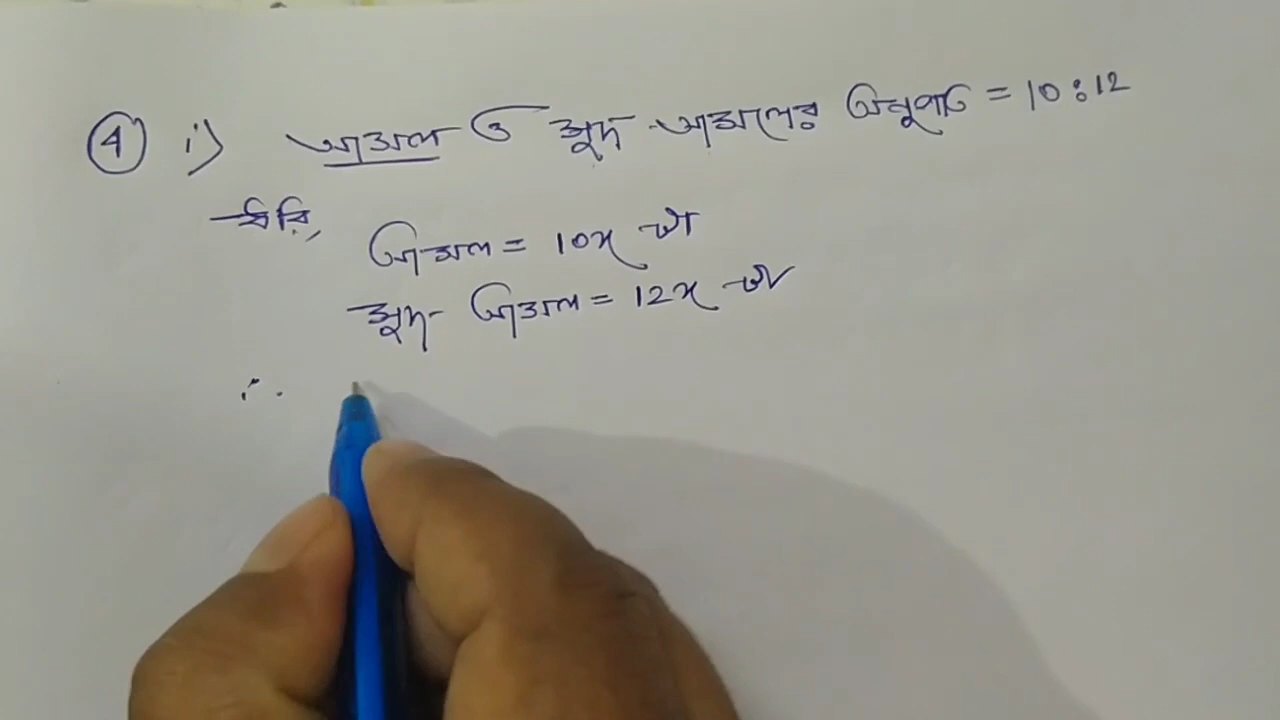 ④ i) আসল ও সুদ-আসলের অনুপাত = 10:12
ধরি,
আসল = 10x টা
সুদ-আসল = 12x টা
∴